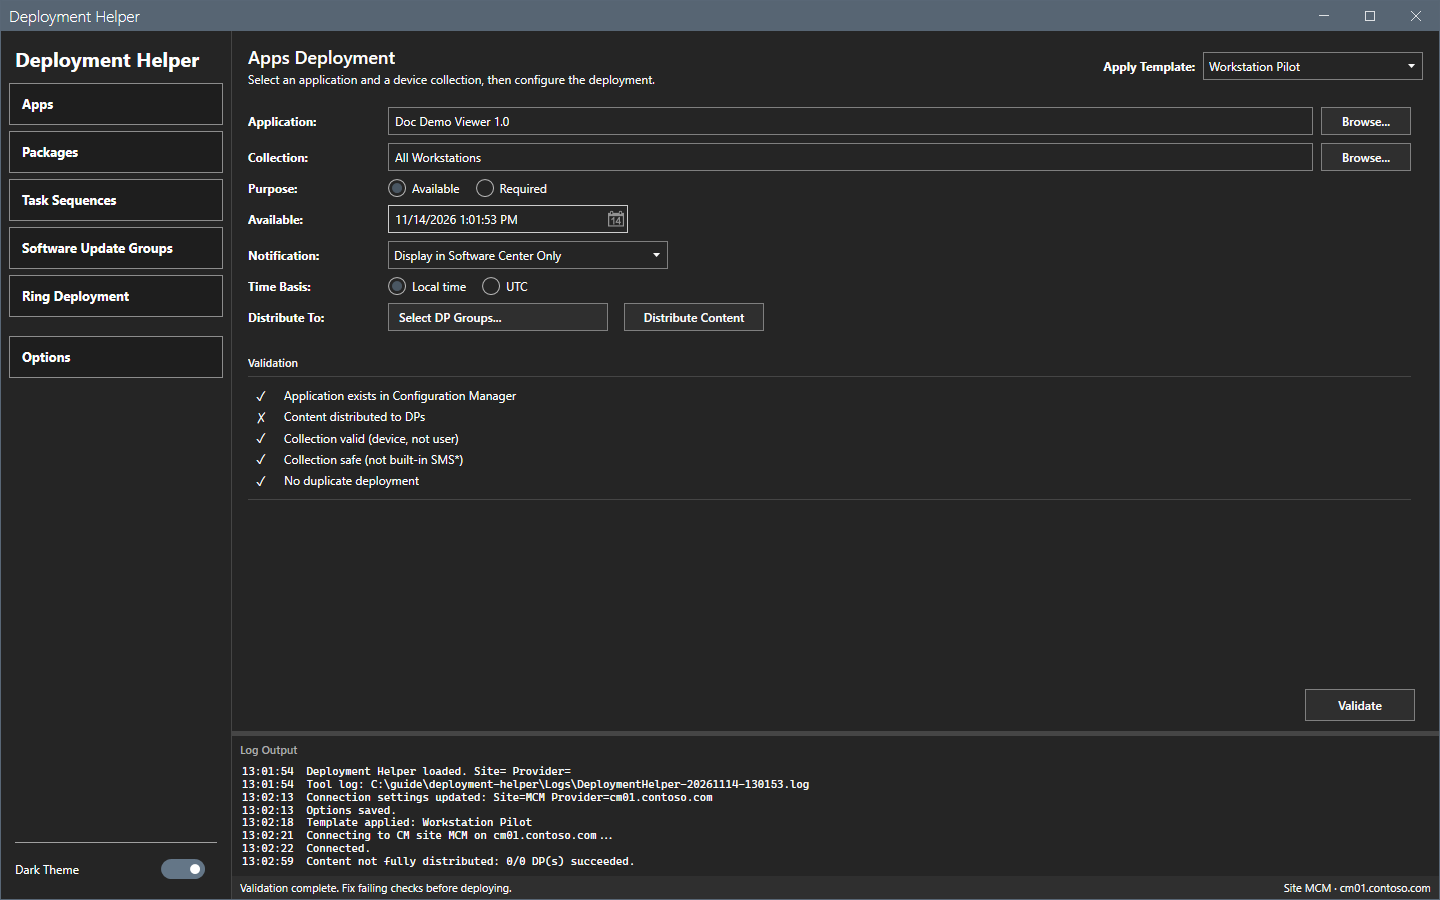 Deployment Helper
Deployment Helper
Apps
Packages
Task Sequences
Software Update Groups
Ring Deployment
Options
Dark Theme
Apps Deployment
Select an application and a device collection, then configure the deployment.
Apply Template: Workstation Pilot
Application: Doc Demo Viewer 1.0 Browse...
Collection: All Workstations Browse...
Purpose: Available Required
Available: 11/14/2026 1:01:53 PM 14
Notification: Display in Software Center Only
Time Basis: Local time UTC
Distribute To: Select DP Groups... Distribute Content
Validation
✓ Application exists in Configuration Manager
✗ Content distributed to DPs
✓ Collection valid (device, not user)
✓ Collection safe (not built-in SMS*)
✓ No duplicate deployment
Validate
Log Output
13:01:54 Deployment Helper loaded. Site= Provider=
13:01:54 Tool log: C:\guide\deployment-helper\Logs\DeploymentHelper-20261114-130153.log
13:02:13 Connection settings updated: Site=MCM Provider=cm01.contoso.com
13:02:13 Options saved.
13:02:18 Template applied: Workstation Pilot
13:02:21 Connecting to CM site MCM on cm01.contoso.com...
13:02:22 Connected.
13:02:59 Content not fully distributed: 0/0 DP(s) succeeded.
Validation complete. Fix failing checks before deploying.
Site MCM · cm01.contoso.com